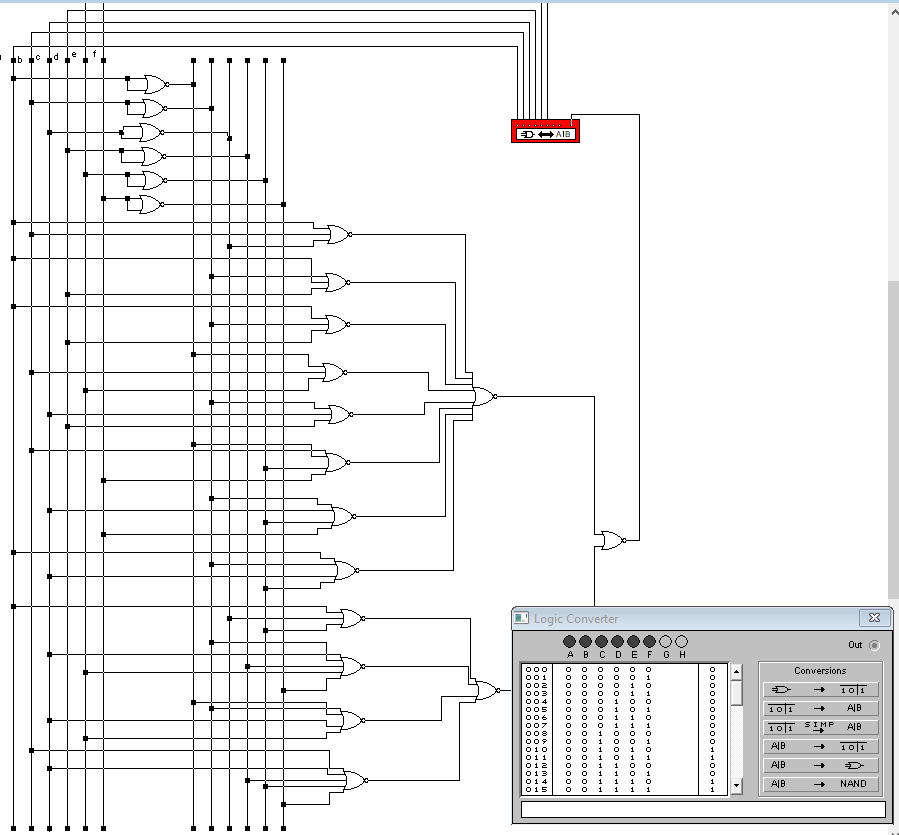 b c d e f
A|B
Logic Converter
A B C D E F G H
Out
000 0 0 0 0 0 0 0
001 0 0 0 0 0 1 0
002 0 0 0 0 1 0 0
003 0 0 0 0 1 1 0
004 0 0 0 1 0 0 0
005 0 0 0 1 0 1 0
006 0 0 0 1 1 0 0
007 0 0 0 1 1 1 0
008 0 0 1 0 0 0
009 0 0 1 0 0 1
010 0 0 1 0 1 0 1
011 0 0 1 0 1 1
012 0 0 1 1 0 0
013 0 0 1 1 0 1
014 0 0 1 1 1 0 1
015 0 0 1 1 1 1 1
Conversions
→ 1 0|1
1 0|1 → A|B
1 0|1 SIMP → A|B
A|B → 1 0|1
A|B →
A|B → NAND